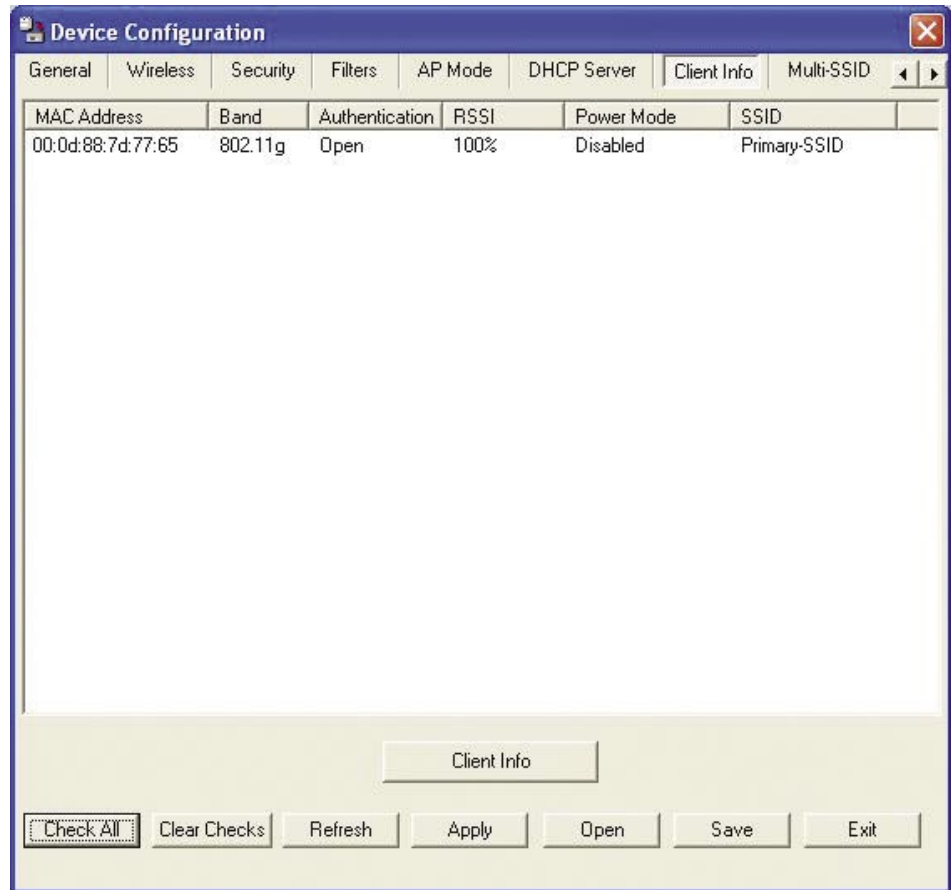 Device Configuration
General Wireless Security Filters AP Mode DHCP Server Client Info Multi-SSID
MAC Address Band Authentication RSSI Power Mode SSID
00:0d:88:7d:77:65 802.11g Open 100% Disabled Primary-SSID
Client Info
Check All Clear Checks Refresh Apply Open Save Exit